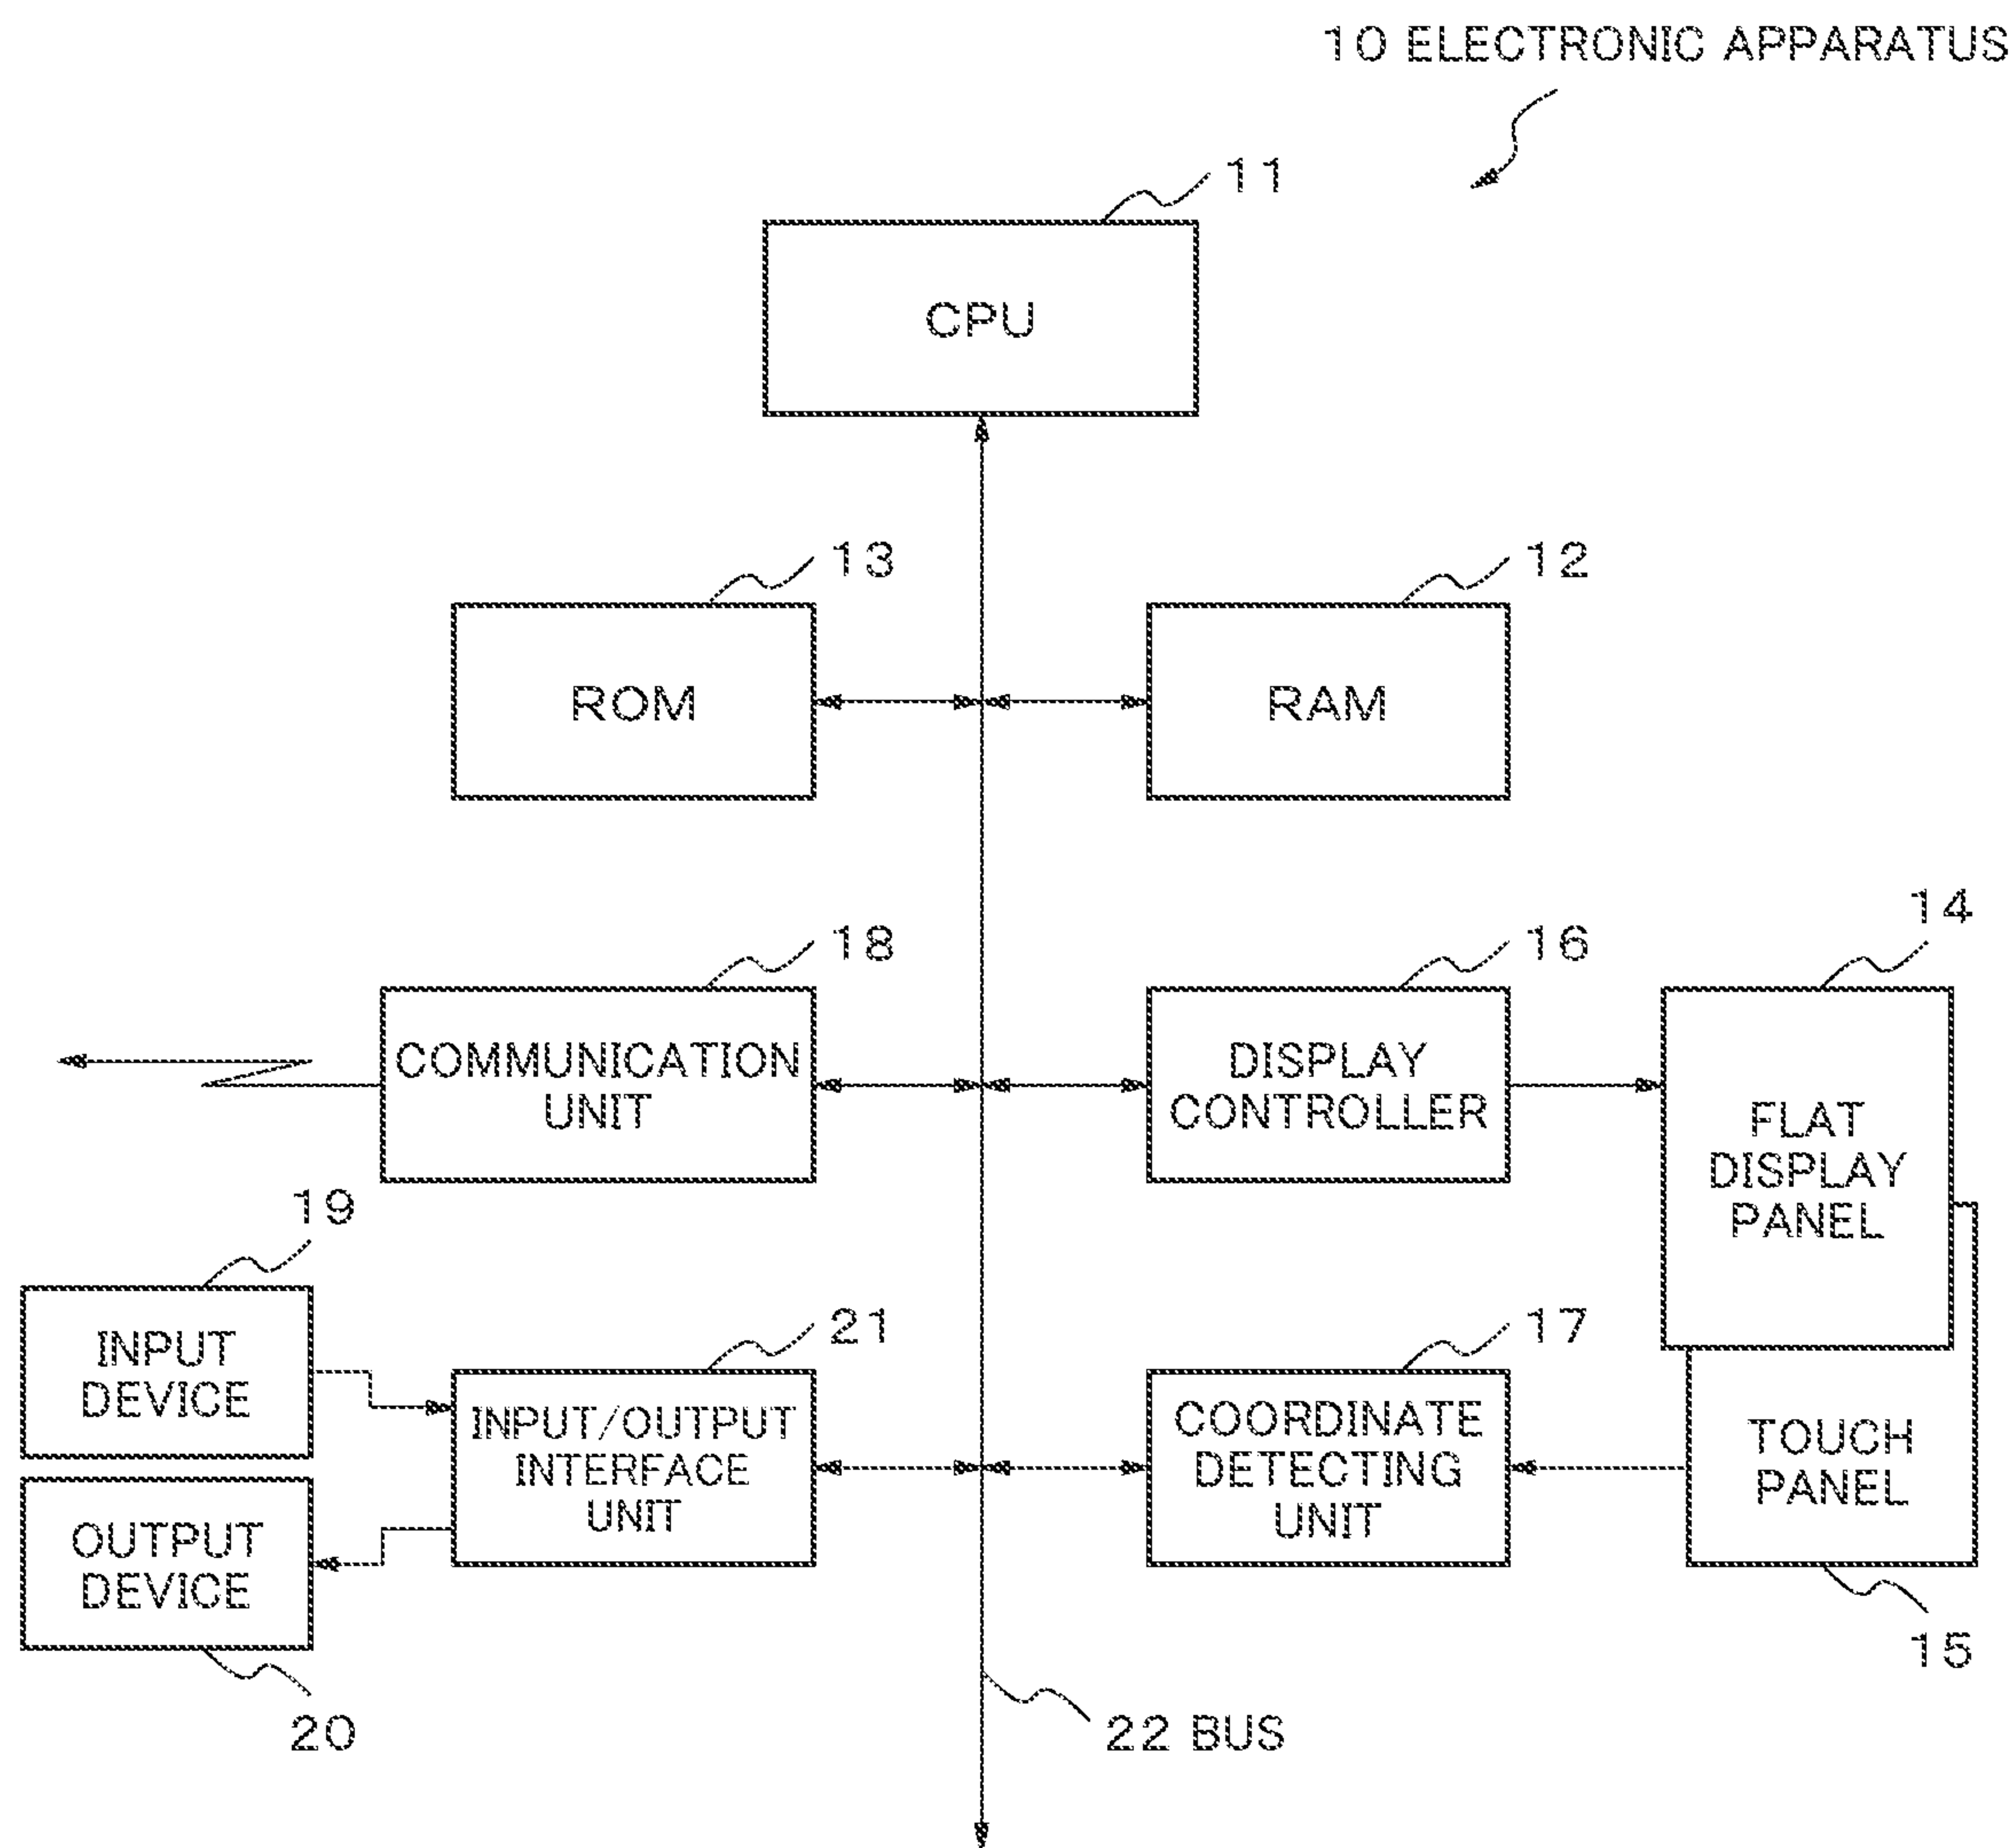 10 ELECTRONIC APPARATUS
11
CPU
13
12
ROM
RAM
18
16
14
COMMUNICATION
UNIT
DISPLAY
CONTROLLER
FLAT
DISPLAY
PANEL
19
21
17
INPUT
DEVICE
INPUT/OUTPUT
INTERFACE
UNIT
COORDINATE
DETECTING
UNIT
TOUCH
PANEL
OUTPUT
DEVICE
15
20
22 BUS